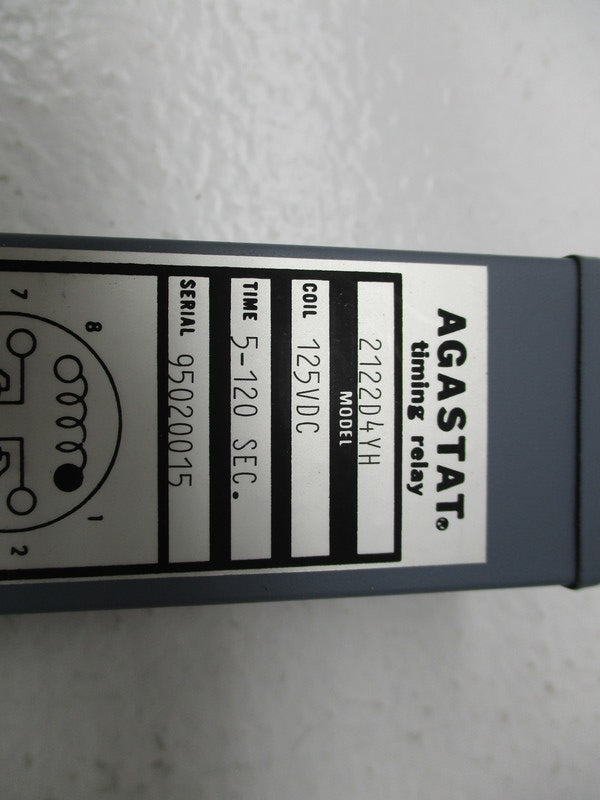 AGASTAT®
timing relay
2122D4YH
MODEL
COIL 125VDC
TIME 5-120 SEC.
SERIAL 95020015
8
1
7
2